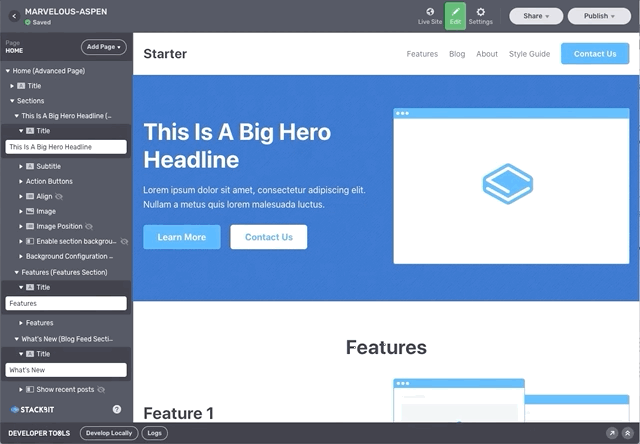 MARVELOUS-ASPEN
Saved
Live Site
Edit
Settings
Share
Publish
Page
HOME
Add Page
Home (Advanced Page)
Title
Sections
This Is A Big Hero Headline (...
Title
This Is A Big Hero Headline
Subtitle
Action Buttons
Align
Image
Image Position
Enable section backgrou...
Background Configuration ...
Features (Features Section)
Title
Features
Features
What's New (Blog Feed Secti...
Title
What's New
Show recent posts
STACKBIT
?
Starter
Features
Blog
About
Style Guide
Contact Us
This Is A Big Hero
Headline
Lorem ipsum dolor sit amet, consectetur adipiscing elit.
Nullam a metus quis lorem malesuada luctus.
Learn More
Contact Us
Features
Feature 1
DEVELOPER TOOLS
Develop Locally
Logs